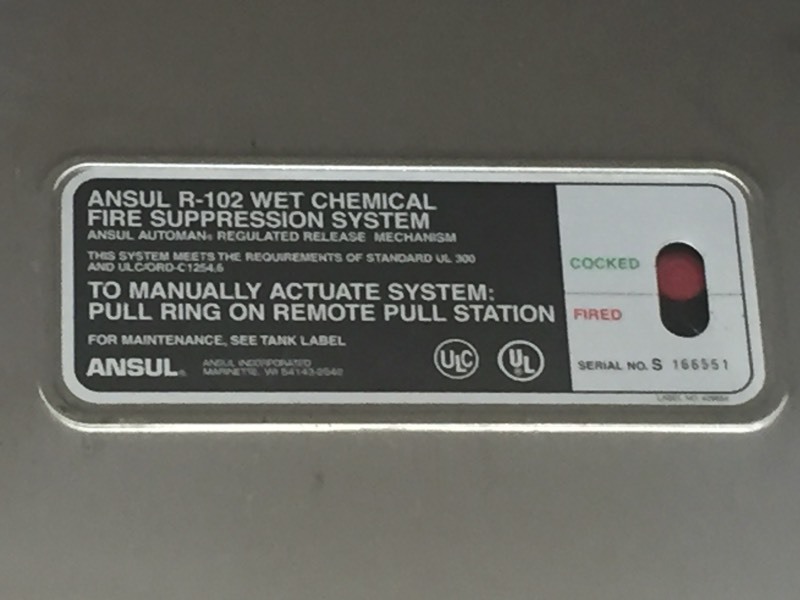 ANSUL R-102 WET CHEMICAL
FIRE SUPPRESSION SYSTEM
ANSUL AUTOMAN® REGULATED RELEASE MECHANISM
THIS SYSTEM MEETS THE REQUIREMENTS OF STANDARD UL 300
AND ULC/ORD-C1254.6
TO MANUALLY ACTUATE SYSTEM:
PULL RING ON REMOTE PULL STATION
FOR MAINTENANCE, SEE TANK LABEL
ANSUL®
ANSUL INCORPORATED
MARINETTE, WI 54143-2542
ULC
UL
COCKED
FIRED
SERIAL NO. S 166551
LABEL NO.